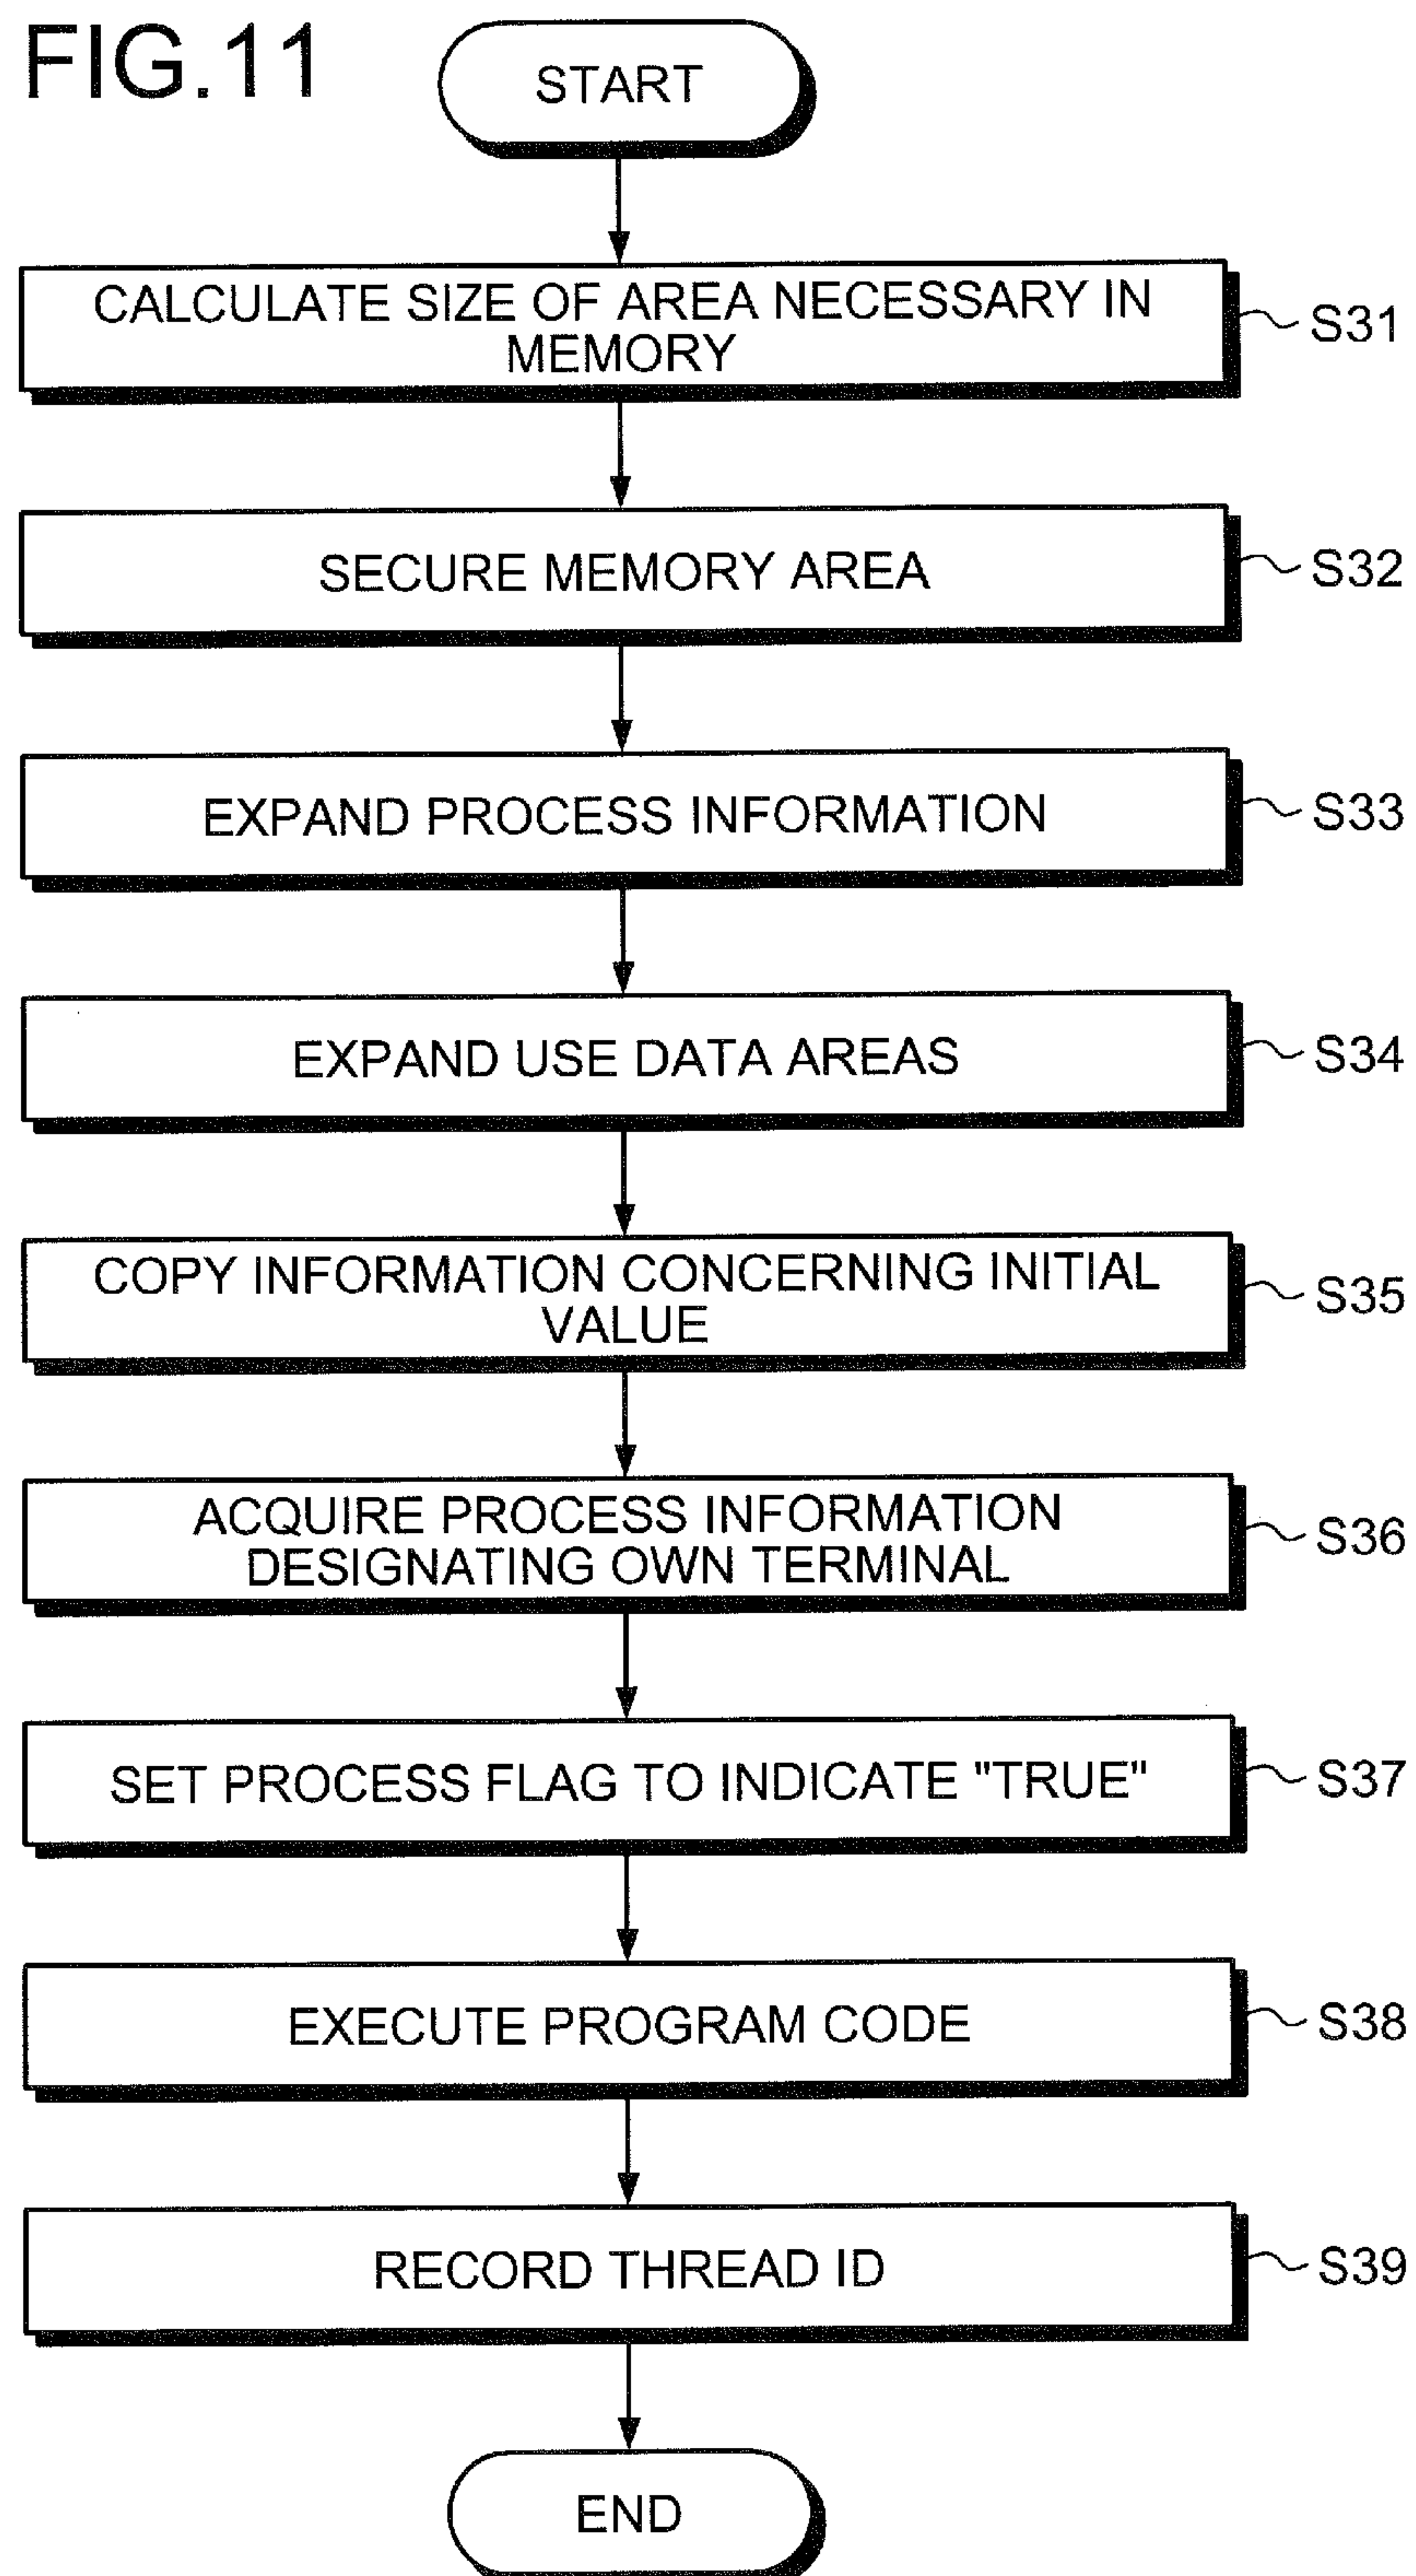 FIG.11
START
CALCULATE SIZE OF AREA NECESSARY IN
MEMORY
S31
SECURE MEMORY AREA
S32
EXPAND PROCESS INFORMATION
S33
EXPAND USE DATA AREAS
S34
COPY INFORMATION CONCERNING INITIAL
VALUE
S35
ACQUIRE PROCESS INFORMATION
DESIGNATING OWN TERMINAL
S36
SET PROCESS FLAG TO INDICATE "TRUE"
S37
EXECUTE PROGRAM CODE
S38
RECORD THREAD ID
S39
END